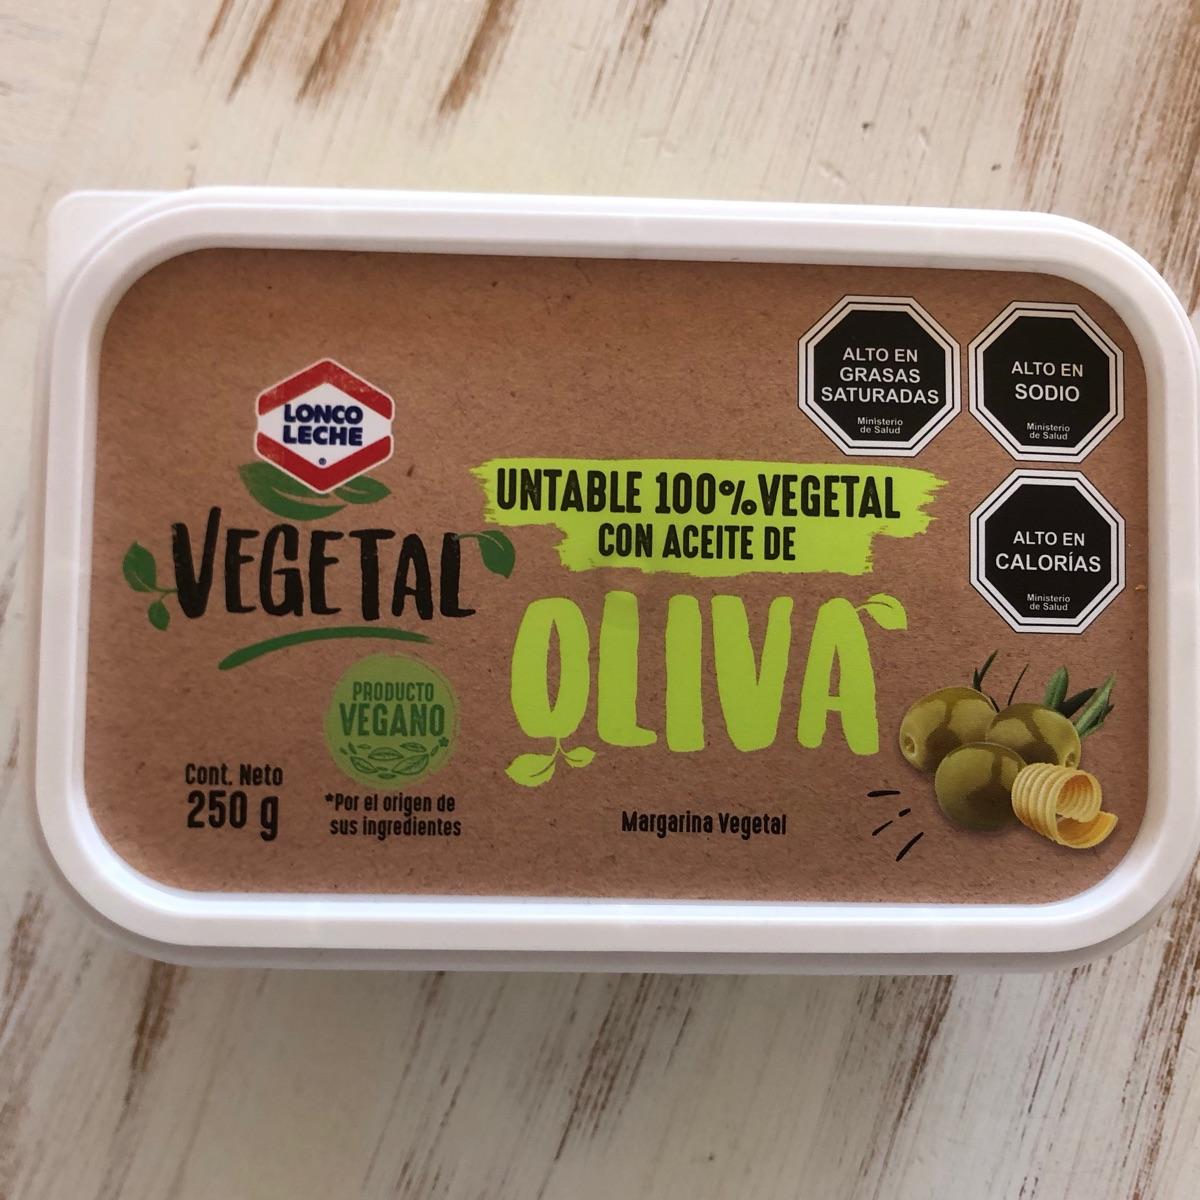 LONCO
LECHE
®
VEGETAL
UNTABLE 100% VEGETAL
CON ACEITE DE
OLIVA
ALTO EN
GRASAS
SATURADAS
Ministerio
de Salud
ALTO EN
SODIO
Ministerio
de Salud
ALTO EN
CALORÍAS
Ministerio
de Salud
PRODUCTO
VEGANO*
*Por el origen de
sus ingredientes
Cont. Neto
250 g
Margarina Vegetal